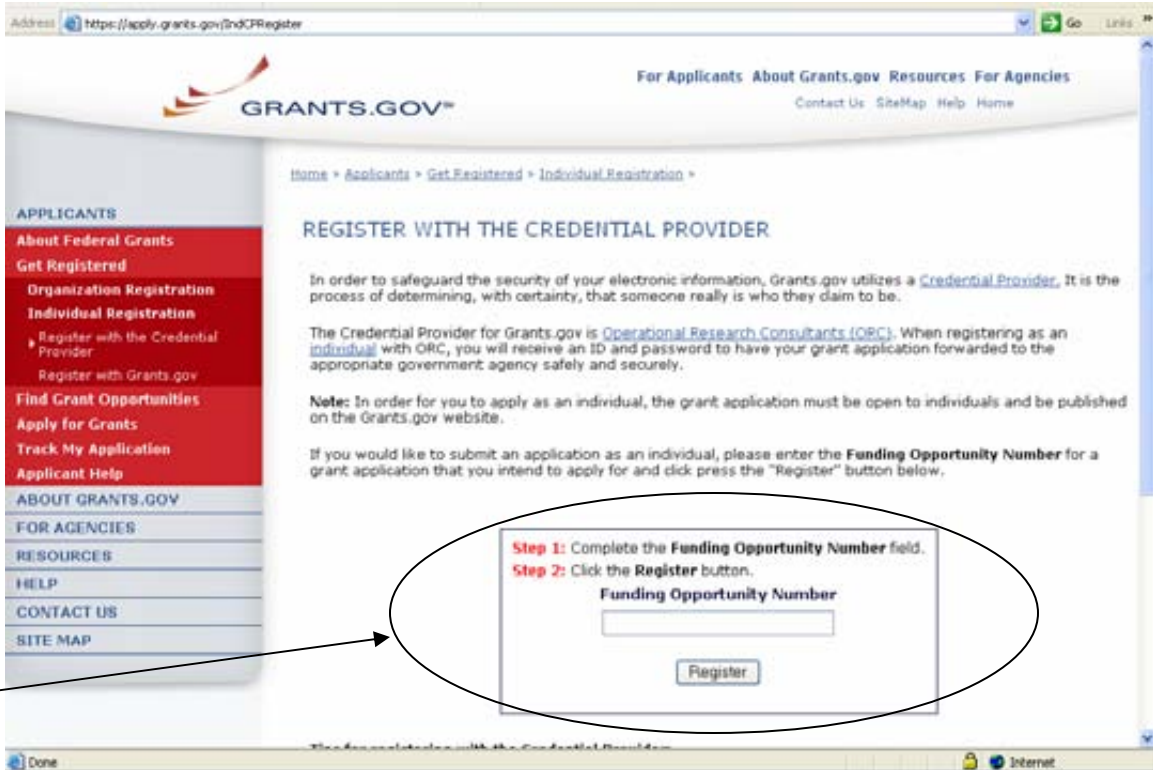 Address https://apply.grants.gov/IndCPRegister Go Links »
For Applicants About Grants.gov Resources For Agencies
Contact Us SiteMap Help Home
GRANTS.GOV℠
Home > Applicants > Get Registered > Individual Registration >
APPLICANTS
About Federal Grants
Get Registered
Organization Registration
Individual Registration
Register with the Credential
Provider
Register with Grants.gov
Find Grant Opportunities
Apply for Grants
Track My Application
Applicant Help
ABOUT GRANTS.GOV
FOR AGENCIES
RESOURCES
HELP
CONTACT US
SITE MAP
REGISTER WITH THE CREDENTIAL PROVIDER
In order to safeguard the security of your electronic information, Grants.gov utilizes a Credential Provider. It is the
process of determining, with certainty, that someone really is who they claim to be.
The Credential Provider for Grants.gov is Operational Research Consultants (ORC). When registering as an
individual with ORC, you will receive an ID and password to have your grant application forwarded to the
appropriate government agency safely and securely.
Note: In order for you to apply as an individual, the grant application must be open to individuals and be published
on the Grants.gov website.
If you would like to submit an application as an individual, please enter the Funding Opportunity Number for a
grant application that you intend to apply for and click press the "Register" button below.
Step 1: Complete the Funding Opportunity Number field.
Step 2: Click the Register button.
Funding Opportunity Number
Register
Tips for registering with the Credential Provider:
Done Internet